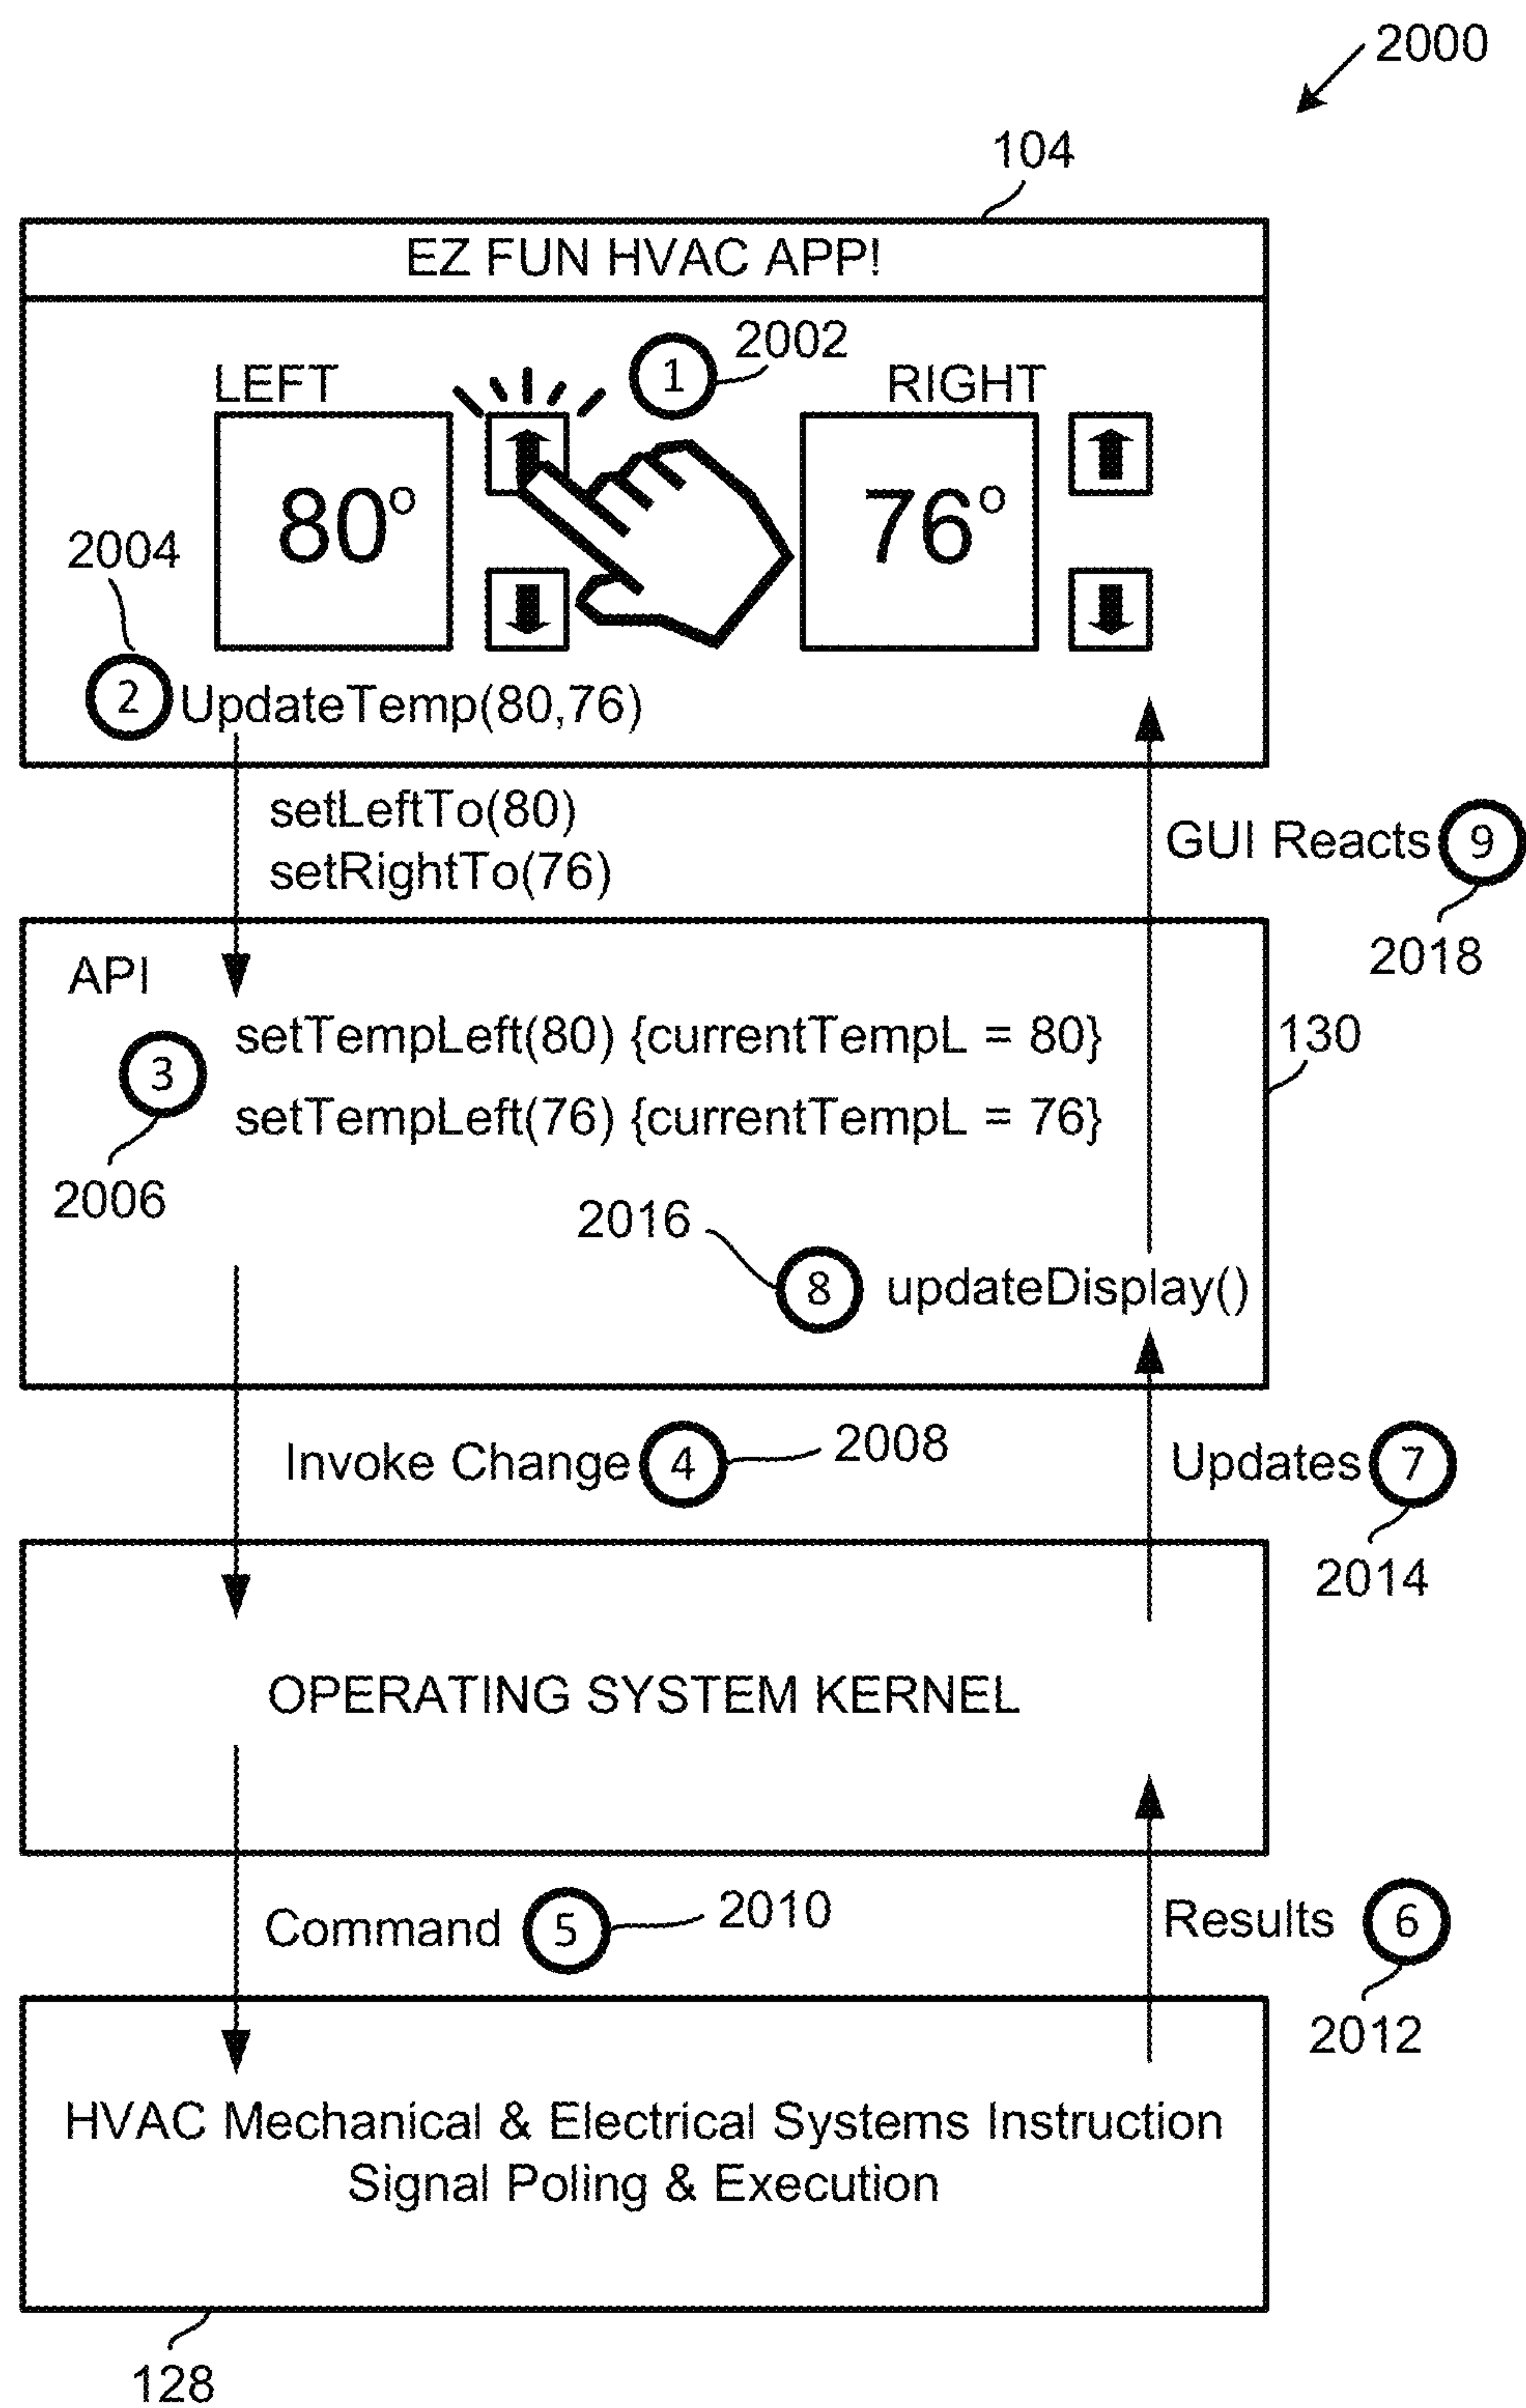 2000
104
EZ FUN HVAC APP!
1 2002
LEFT
RIGHT
80°
76°
2004
2 UpdateTemp(80,76)
setLeftTo(80)
setRightTo(76)
GUI Reacts 9
2018
API
130
3
setTempLeft(80) {currentTempL = 80}
setTempLeft(76) {currentTempL = 76}
2006
2016
8 updateDisplay()
Invoke Change 4 2008
Updates 7
2014
OPERATING SYSTEM KERNEL
Command 5 2010
Results 6
2012
HVAC Mechanical & Electrical Systems Instruction
Signal Poling & Execution
128